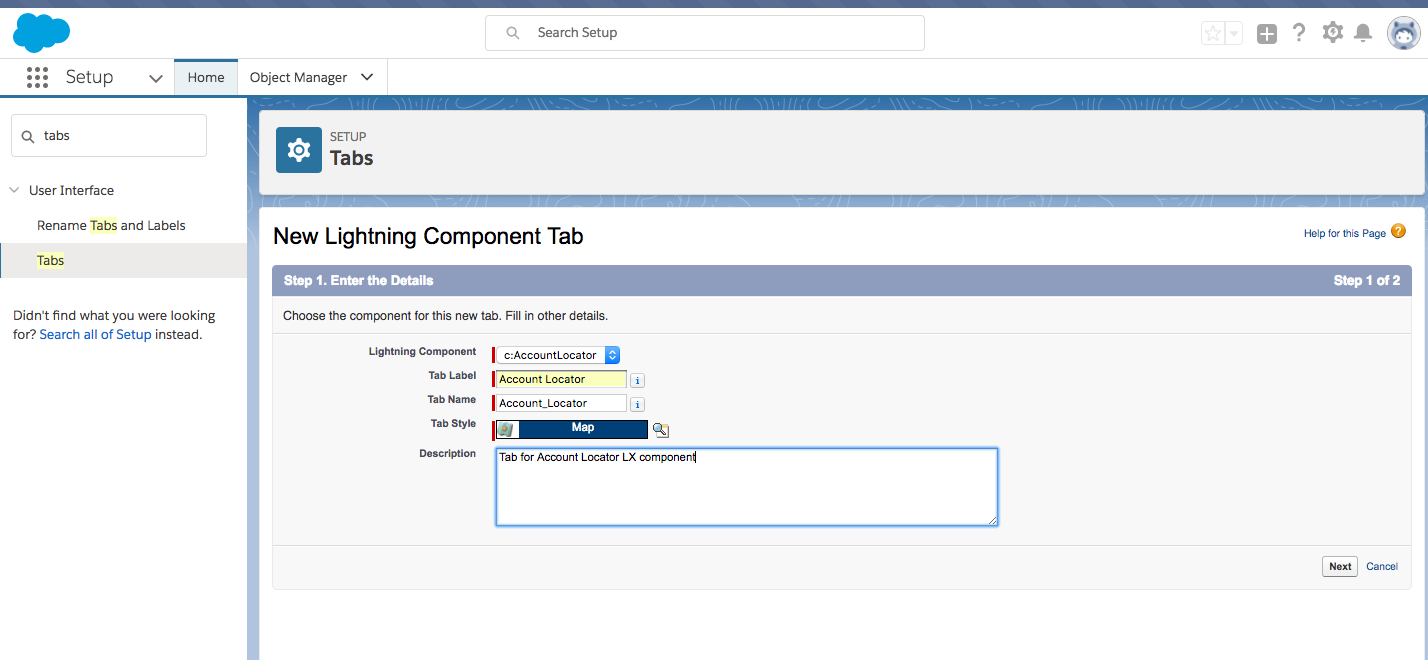 Search Setup
Setup
Home
Object Manager
tabs
User Interface
Rename Tabs and Labels
Tabs
Didn't find what you were looking
for? Search all of Setup instead.
SETUP
Tabs
New Lightning Component Tab
Help for this Page ?
Step 1. Enter the Details
Step 1 of 2
Choose the component for this new tab. Fill in other details.
Lightning Component c:AccountLocator
Tab Label Account Locator i
Tab Name Account_Locator i
Tab Style Map
Description Tab for Account Locator LX component
Next Cancel